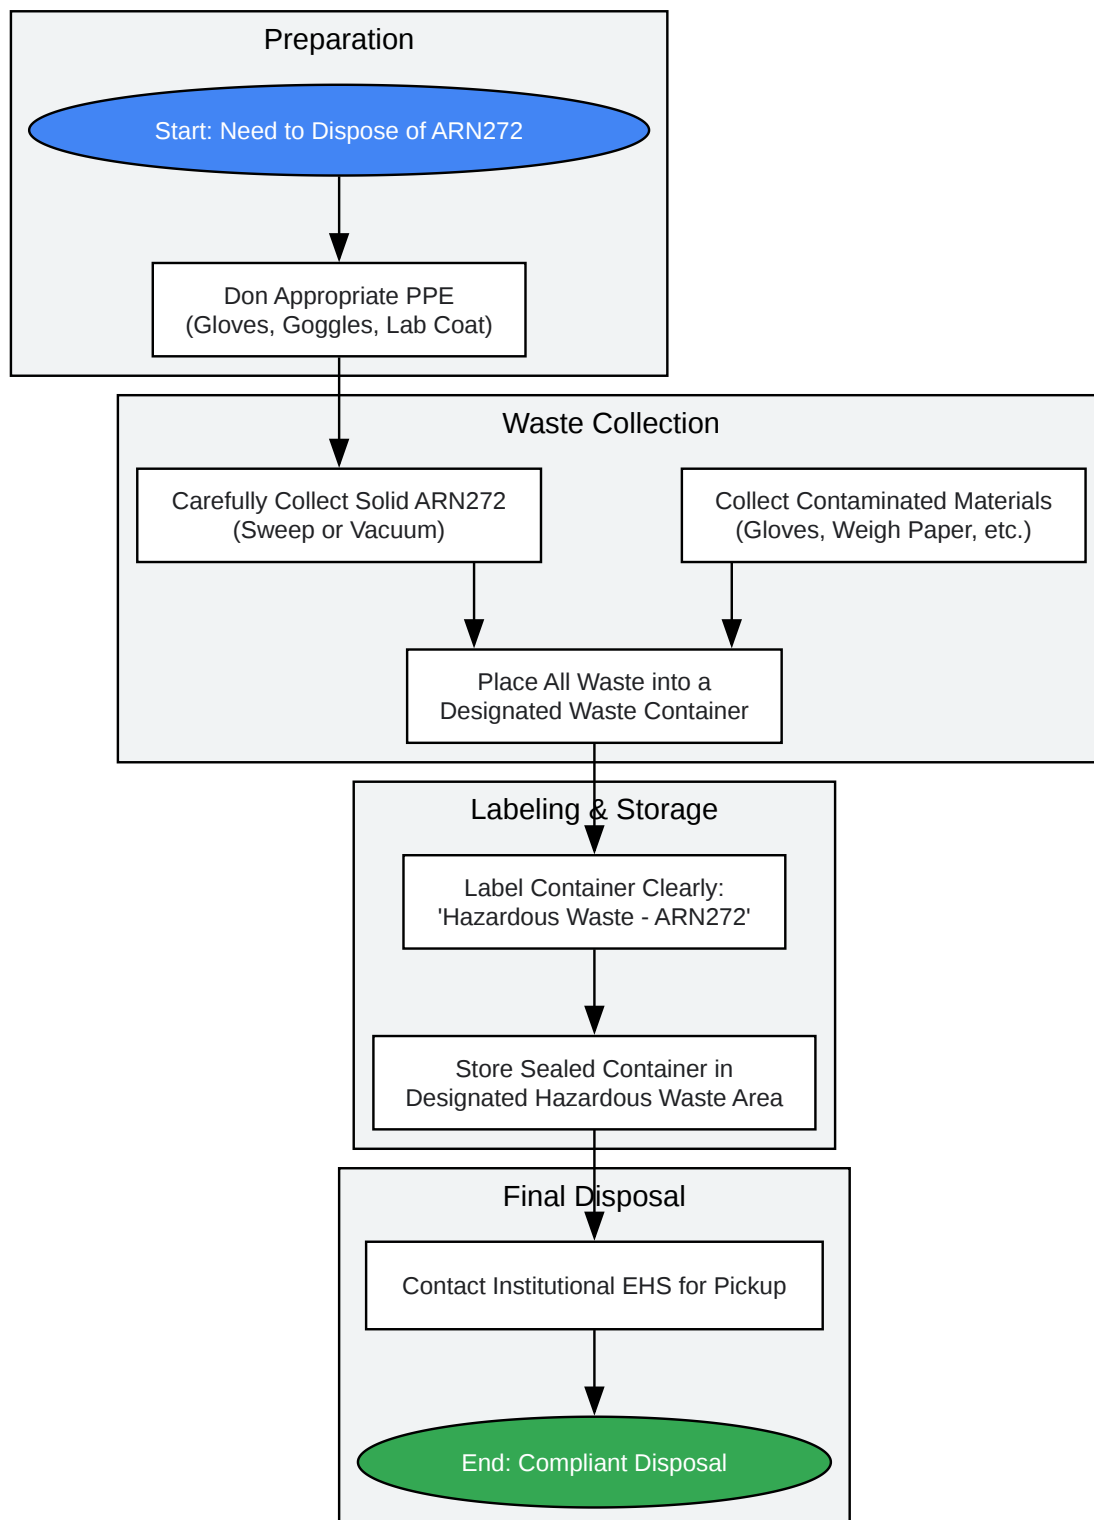 Preparation
Start: Need to Dispose of ARN272
Don Appropriate PPE
(Gloves, Goggles, Lab Coat)
Waste Collection
Carefully Collect Solid ARN272
(Sweep or Vacuum)
Collect Contaminated Materials
(Gloves, Weigh Paper, etc.)
Place All Waste into a
Designated Waste Container
Labeling & Storage
Label Container Clearly:
'Hazardous Waste - ARN272'
Store Sealed Container in
Designated Hazardous Waste Area
Final Disposal
Contact Institutional EHS for Pickup
End: Compliant Disposal